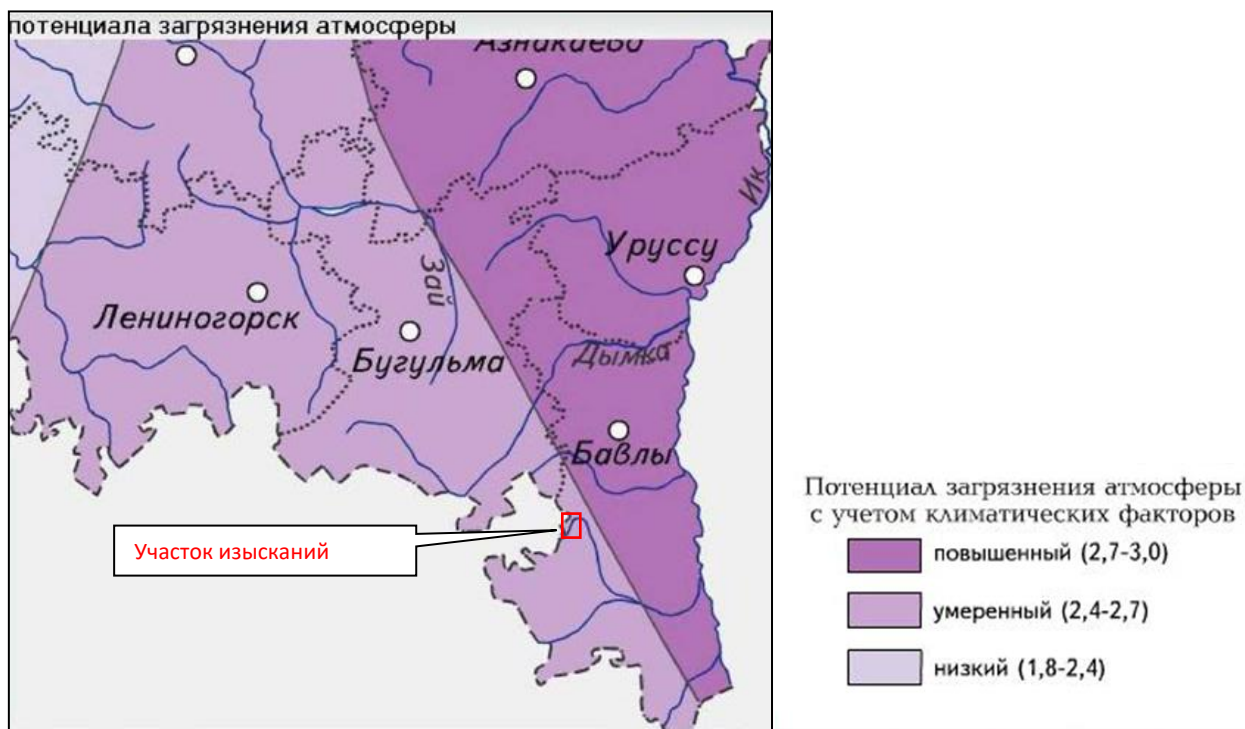 потенциала загрязнения атмосферы
Азнакаево
Ик
Уруссу
Зай
Лениногорск
Бугульма
Дымка
Бавлы
Участок изысканий
Потенциал загрязнения атмосферы
с учетом климатических факторов
повышенный (2,7-3,0)
умеренный (2,4-2,7)
низкий (1,8-2,4)